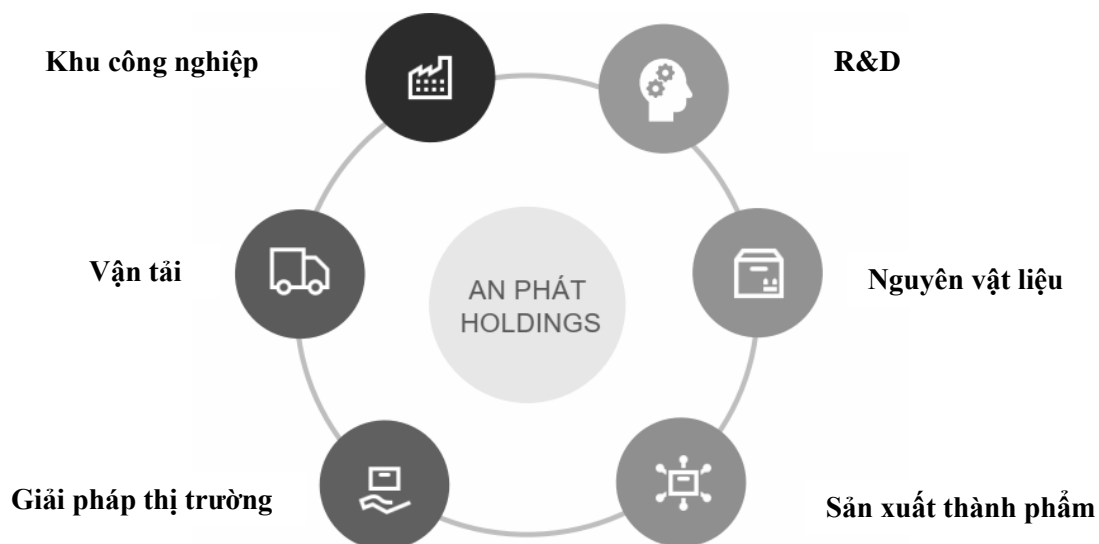 Khu công nghiệp
R&D
Vận tải
AN PHÁT
HOLDINGS
Nguyên vật liệu
Giải pháp thị trường
Sản xuất thành phẩm